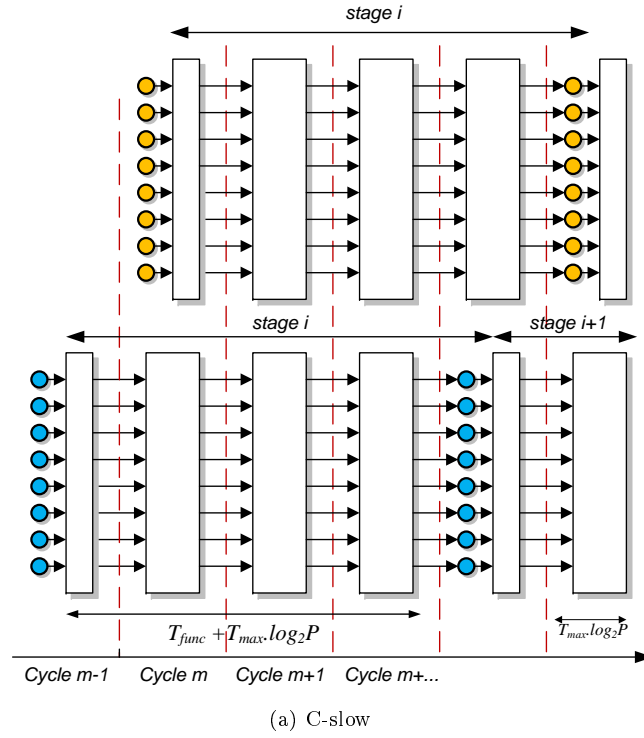 stage i
stage i stage i+1
T_func + T_max.log_2P T_max.log_2P
Cycle m-1 Cycle m Cycle m+1 Cycle m+...
(a) C-slow